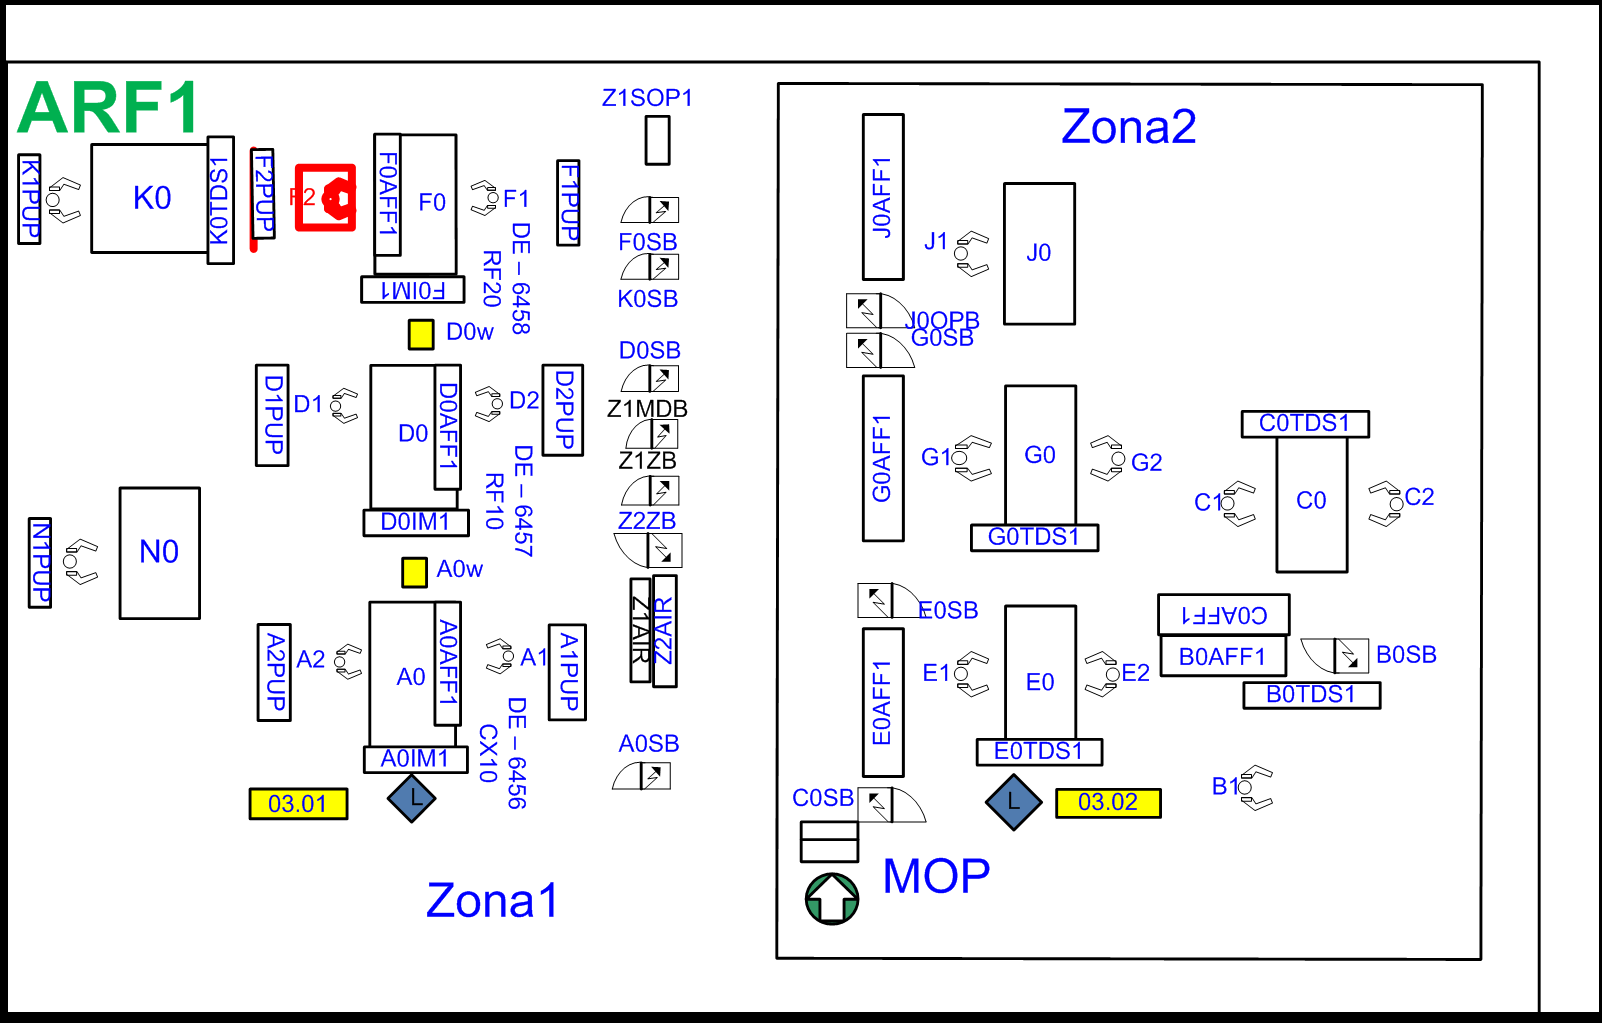 ARF1
Z1SOP1
Zona2
K1PUP
K0
K0TDS1
F2PUP
F2
F0AFF1
F0
F1
F1PUP
F0IM1
DE – 6458
RF20
F0SB
K0SB
D0w
D0SB
D1PUP
D1
D0
D0AFF1
D2
D2PUP
Z1MDB
Z1ZB
D0IM1
DE – 6457
RF10
Z2ZB
N1PUP
N0
A0w
A2PUP
A2
A0
A0AFF1
A1
A1PUP
Z1AIR
Z2AIR
A0IM1
DE – 6456
CX10
A0SB
03.01
L
Zona1
J0AFF1
J1
J0
J0OPB
G0SB
G0AFF1
G1
G0
G2
G0TDS1
C0TDS1
C1
C0
C2
E0SB
C0AFF1
B0AFF1
B0SB
B0TDS1
E0AFF1
E1
E0
E2
E0TDS1
C0SB
L
03.02
B1
MOP